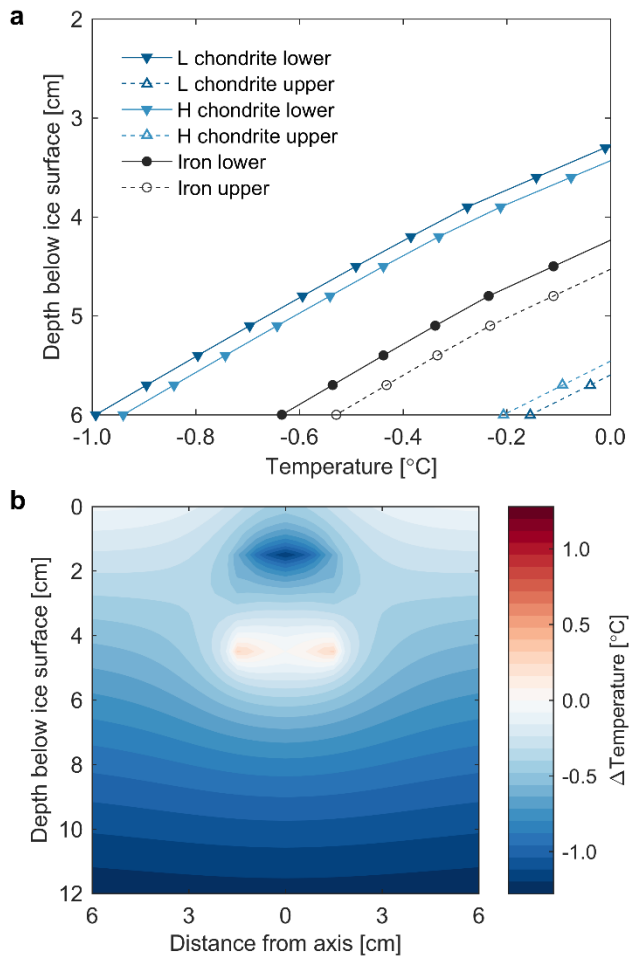 a
2
3
4
5
6
Depth below ice surface [cm]
L chondrite lower
L chondrite upper
H chondrite lower
H chondrite upper
Iron lower
Iron upper
-1.0 -0.8 -0.6 -0.4 -0.2 0.0
Temperature [°C]
b
0
2
4
6
8
10
12
Depth below ice surface [cm]
6 3 0 3 6
Distance from axis [cm]
1.0
0.5
0.0
-0.5
-1.0
ΔTemperature [°C]